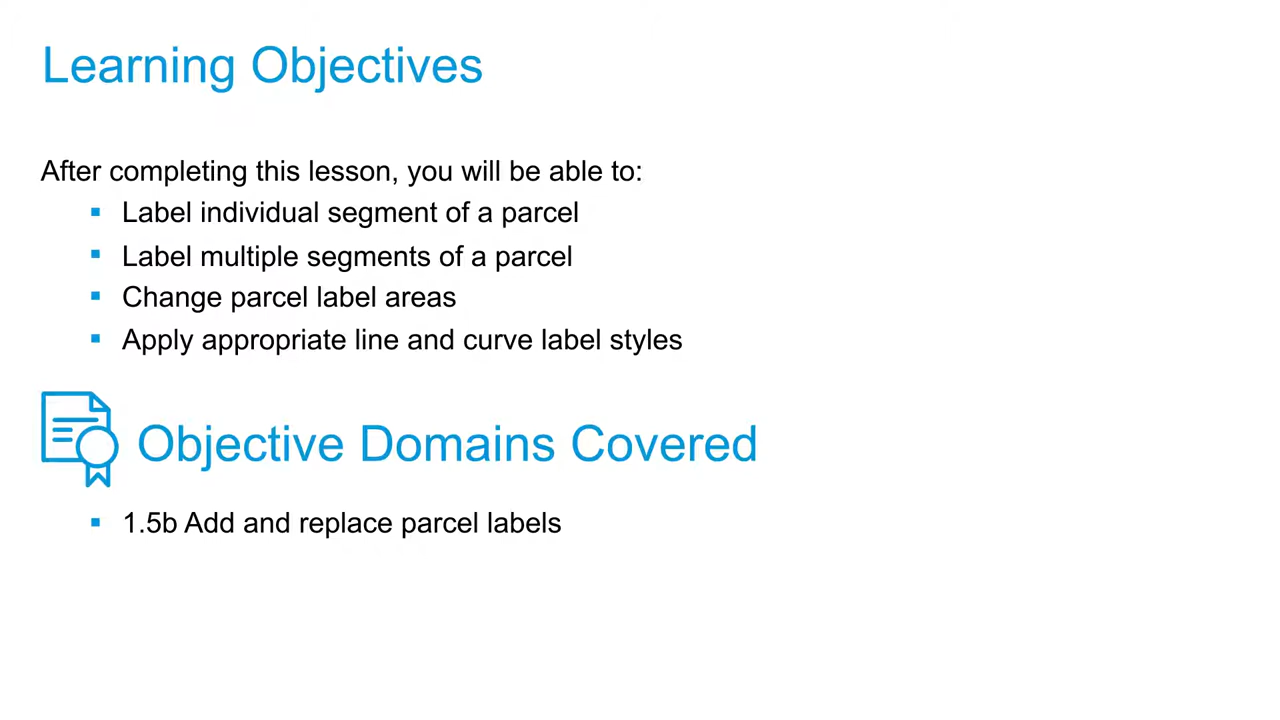 Learning Objectives
After completing this lesson, you will be able to:
▪ Label individual segment of a parcel
▪ Label multiple segments of a parcel
▪ Change parcel label areas
▪ Apply appropriate line and curve label styles
Objective Domains Covered
▪ 1.5b Add and replace parcel labels